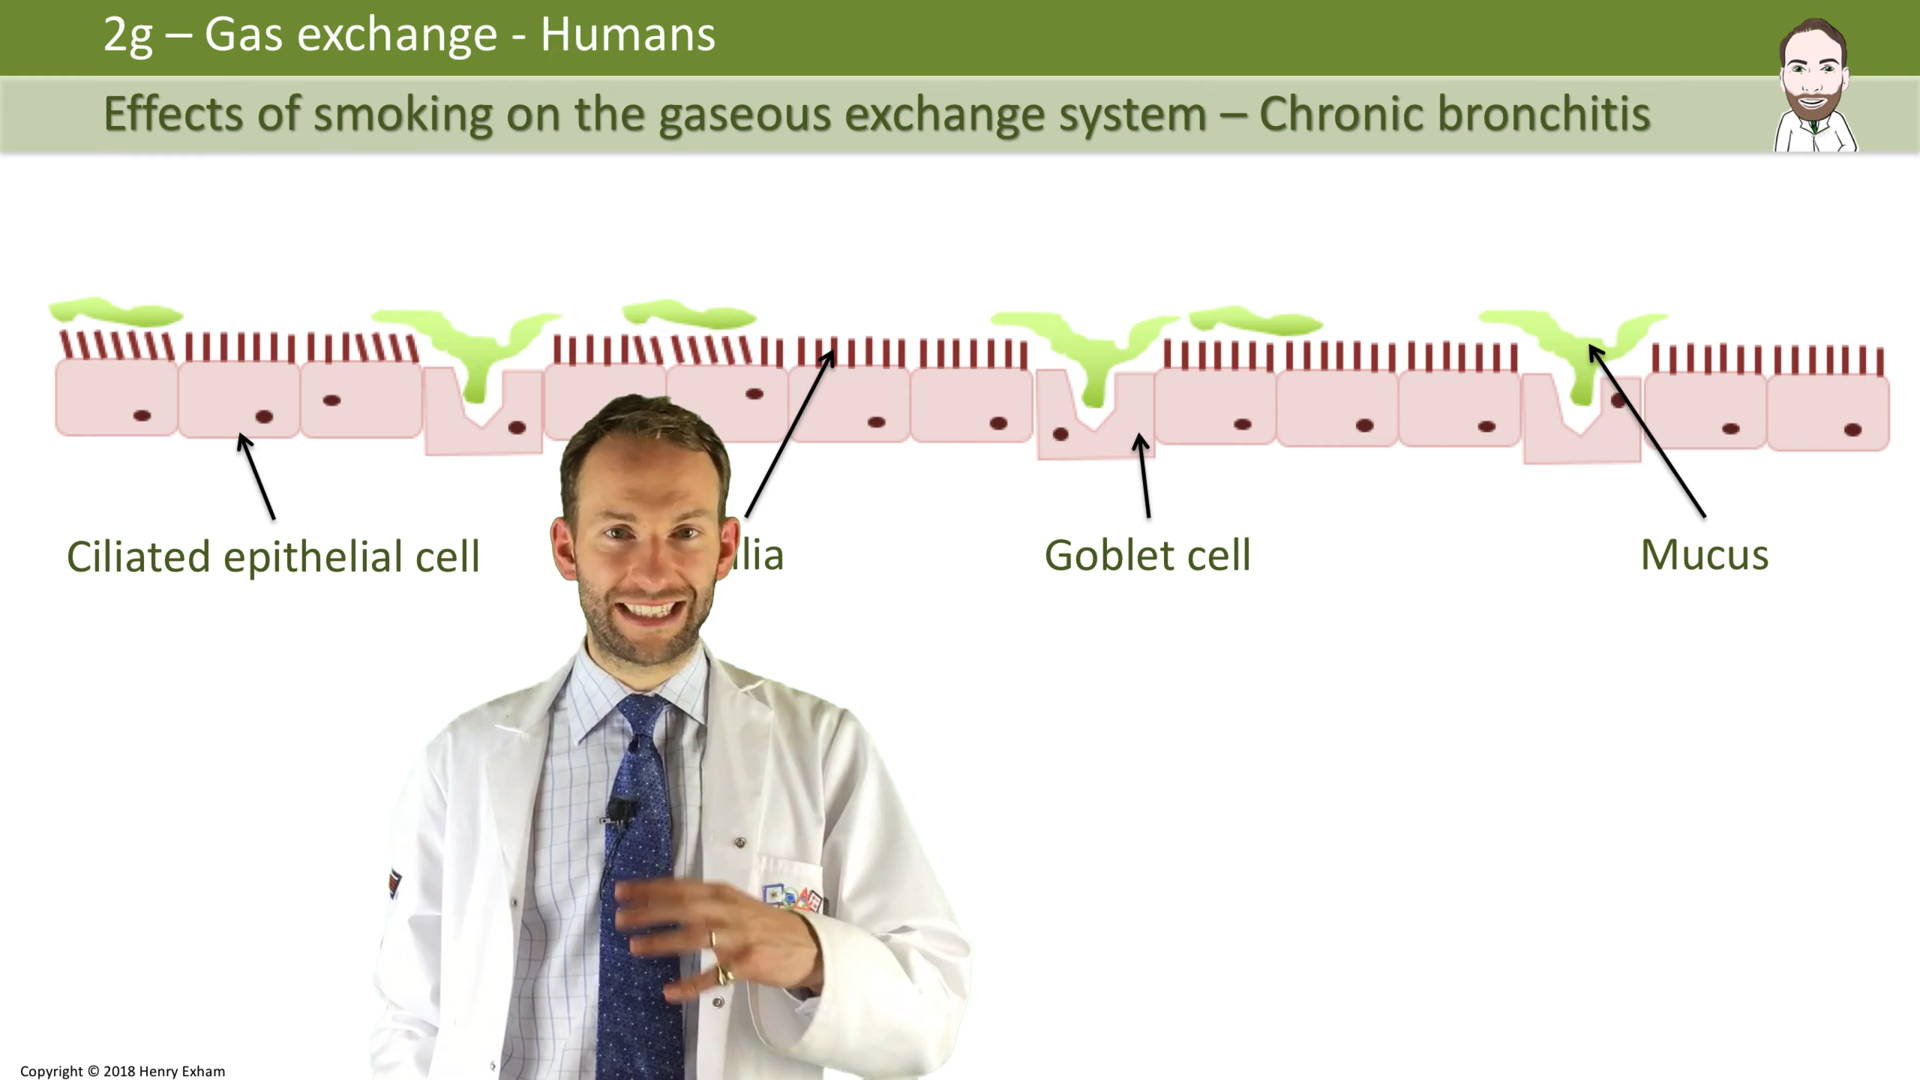 2g – Gas exchange - Humans
Effects of smoking on the gaseous exchange system – Chronic bronchitis
Ciliated epithelial cell
lia
Goblet cell
Mucus
Copyright © 2018 Henry Exham